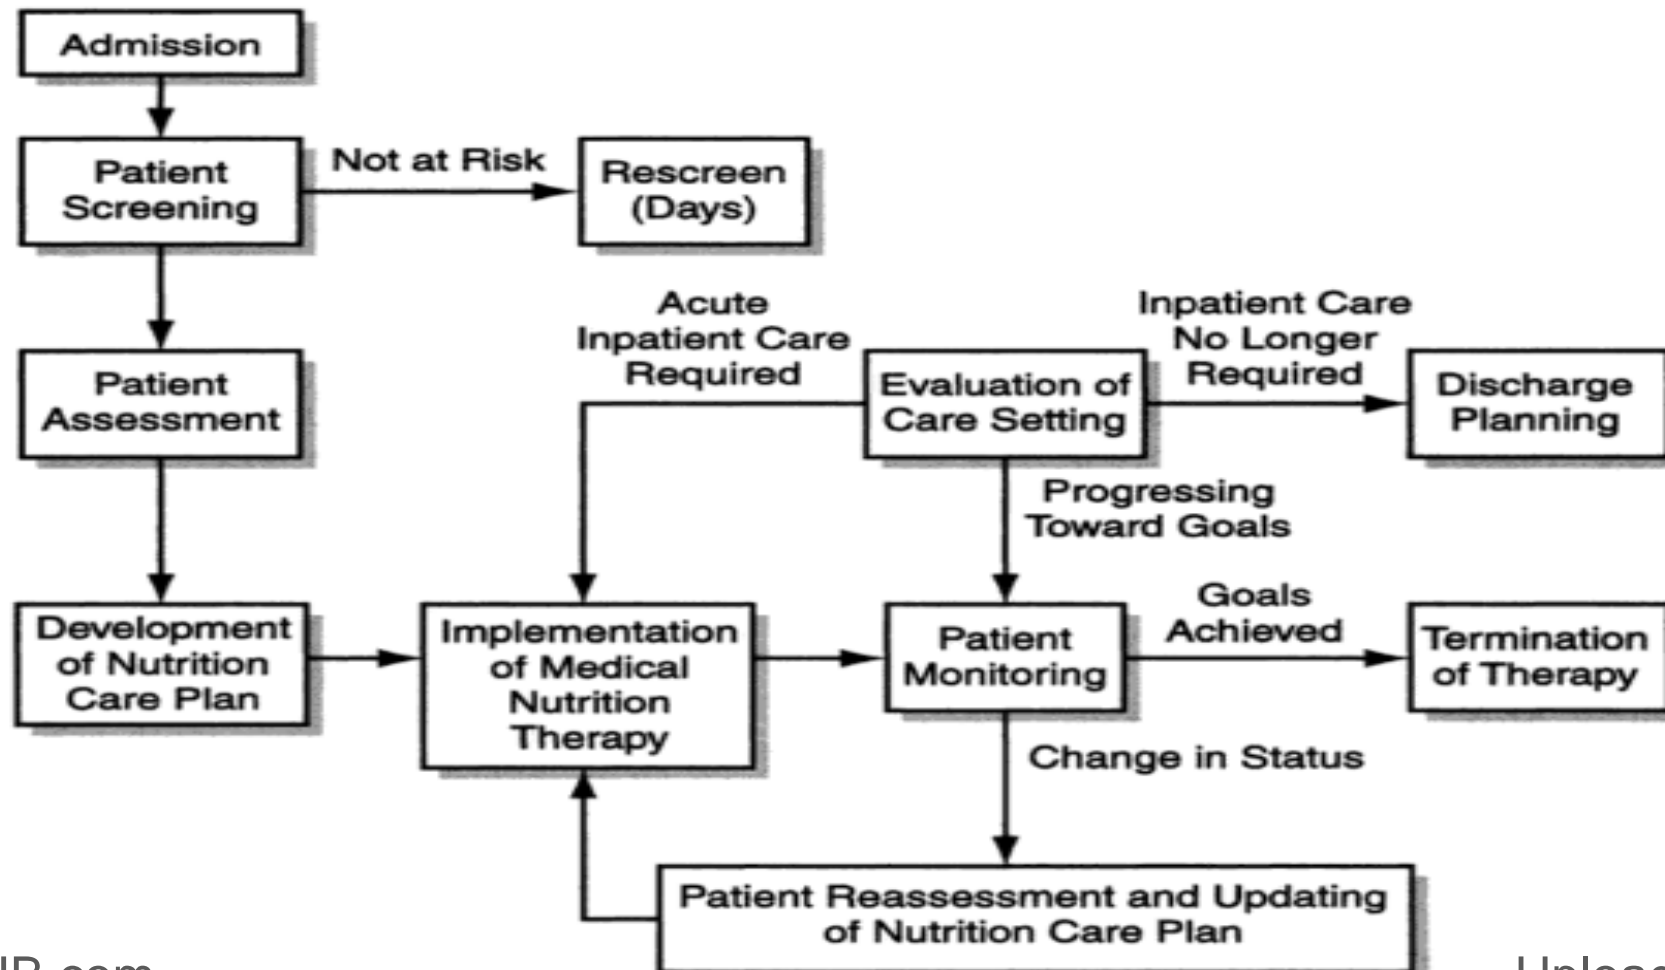 Admission
Patient
Screening
Not at Risk
Rescreen
(Days)
Patient
Assessment
Acute
Inpatient Care
Required
Evaluation of
Care Setting
Inpatient Care
No Longer
Required
Discharge
Planning
Progressing
Toward Goals
Development
of Nutrition
Care Plan
Implementation
of Medical
Nutrition
Therapy
Patient
Monitoring
Goals
Achieved
Termination
of Therapy
Change in Status
Patient Reassessment and Updating
of Nutrition Care Plan